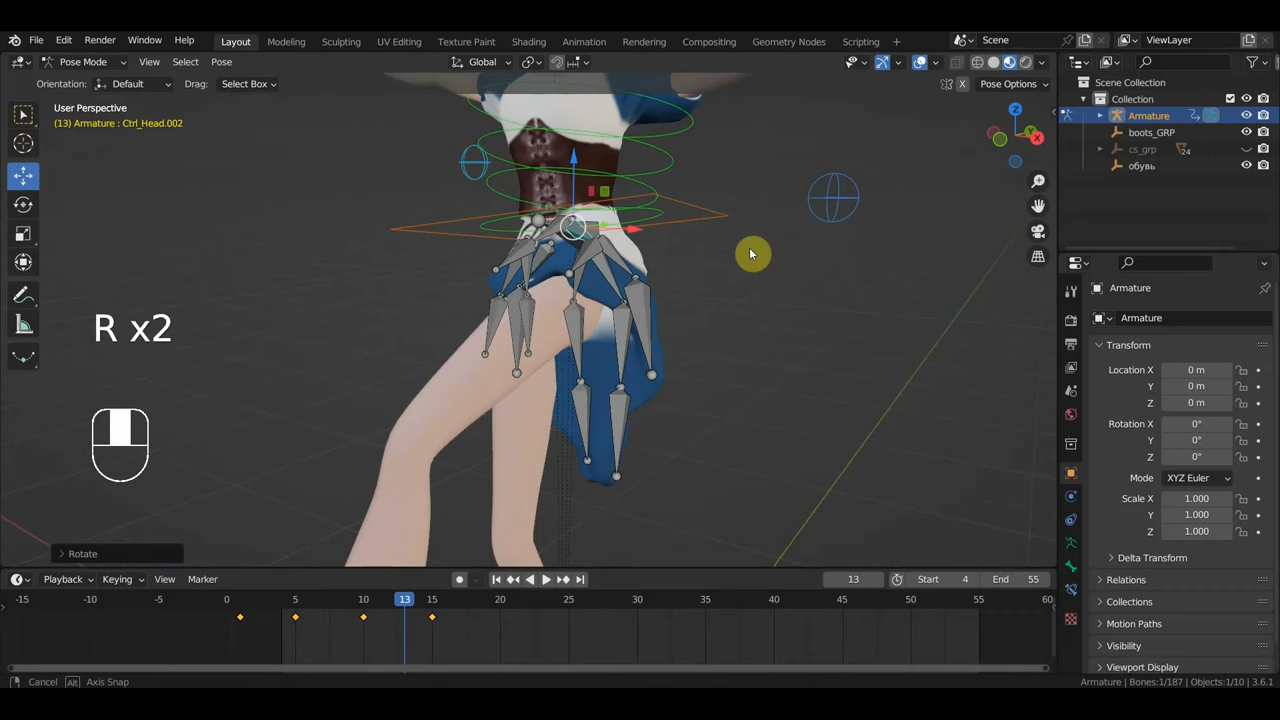 File Edit Render Window Help Layout Modeling Sculpting UV Editing Texture Paint Shading Animation Rendering Compositing Geometry Nodes Scripting + Scene ViewLayer
Pose Mode View Select Pose Global
Orientation: Default Drag: Select Box X Pose Options
User Perspective
(13) Armature : Ctrl_Head.002
Z
Y
X
R x2
Rotate
Scene Collection
Collection
Armature
boots_GRP
cs_grp 24
обувь
Armature
Armature
Transform
Location X 0 m
Y 0 m
Z 0 m
Rotation X 0°
Y 0°
Z 0°
Mode XYZ Euler
Scale X 1.000
Y 1.000
Z 1.000
Delta Transform
Relations
Collections
Motion Paths
Visibility
Viewport Display
Playback Keying View Marker 13 Start 4 End 55
-15 -10 -5 0 5 10 13 15 20 25 30 35 40 45 50 55 60
Cancel Alt Axis Snap Armature | Bones:1/187 | Objects:1/10 | 3.6.1